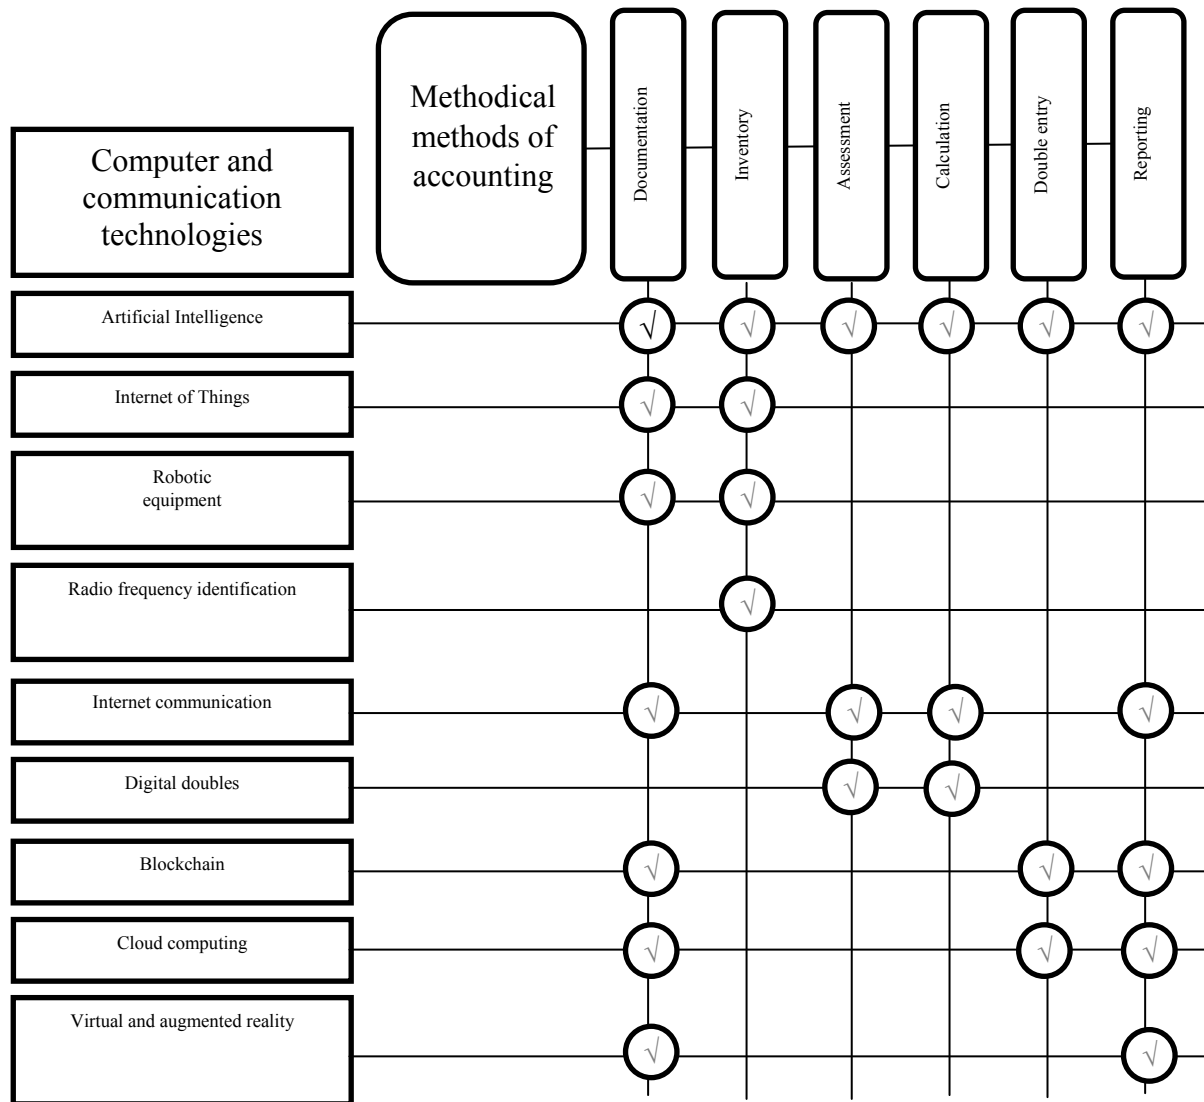 Methodical
methods of
accounting
Documentation
Inventory
Assessment
Calculation
Double entry
Reporting
Computer and
communication
technologies
Artificial Intelligence
√ √ √ √ √ √
Internet of Things
√ √
Robotic
equipment
√ √
Radio frequency identification
√
Internet communication
√ √ √ √
Digital doubles
√ √
Blockchain
√ √ √
Cloud computing
√ √ √
Virtual and augmented reality
√ √